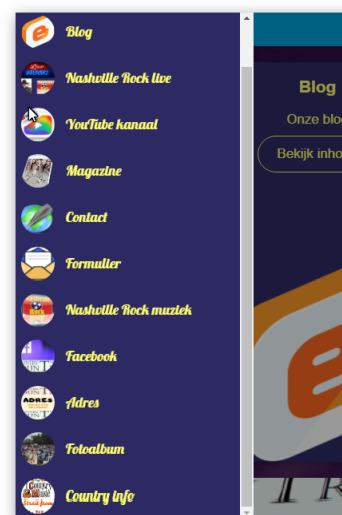 Blog
Nashville Rock live
YouTube kanaal
Magazine
Contact
Formulier
Nashville Rock muziek
Facebook
Adres
ADRES
Fotoalbum
Country info
Blog
Onze blo
Bekijk inho